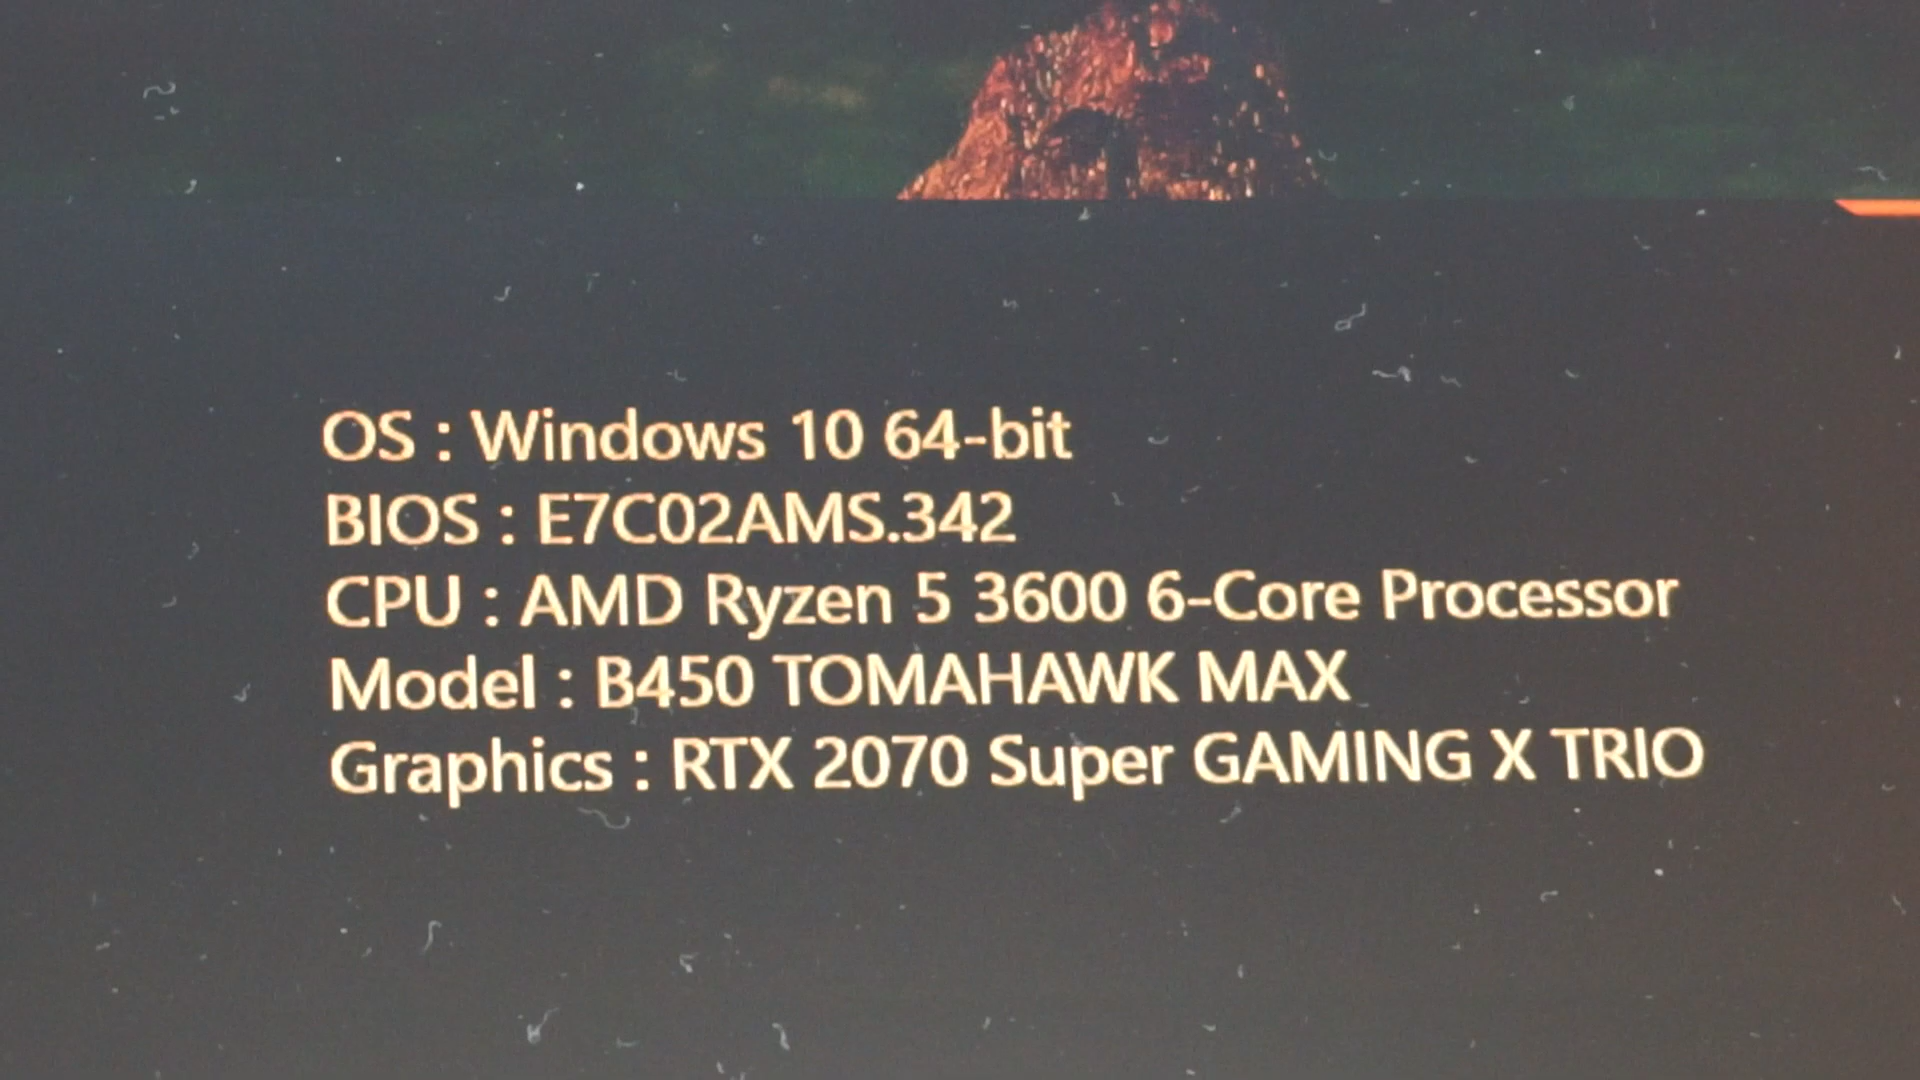 OS : Windows 10 64-bit
BIOS : E7C02AMS.342
CPU : AMD Ryzen 5 3600 6-Core Processor
Model : B450 TOMAHAWK MAX
Graphics : RTX 2070 Super GAMING X TRIO